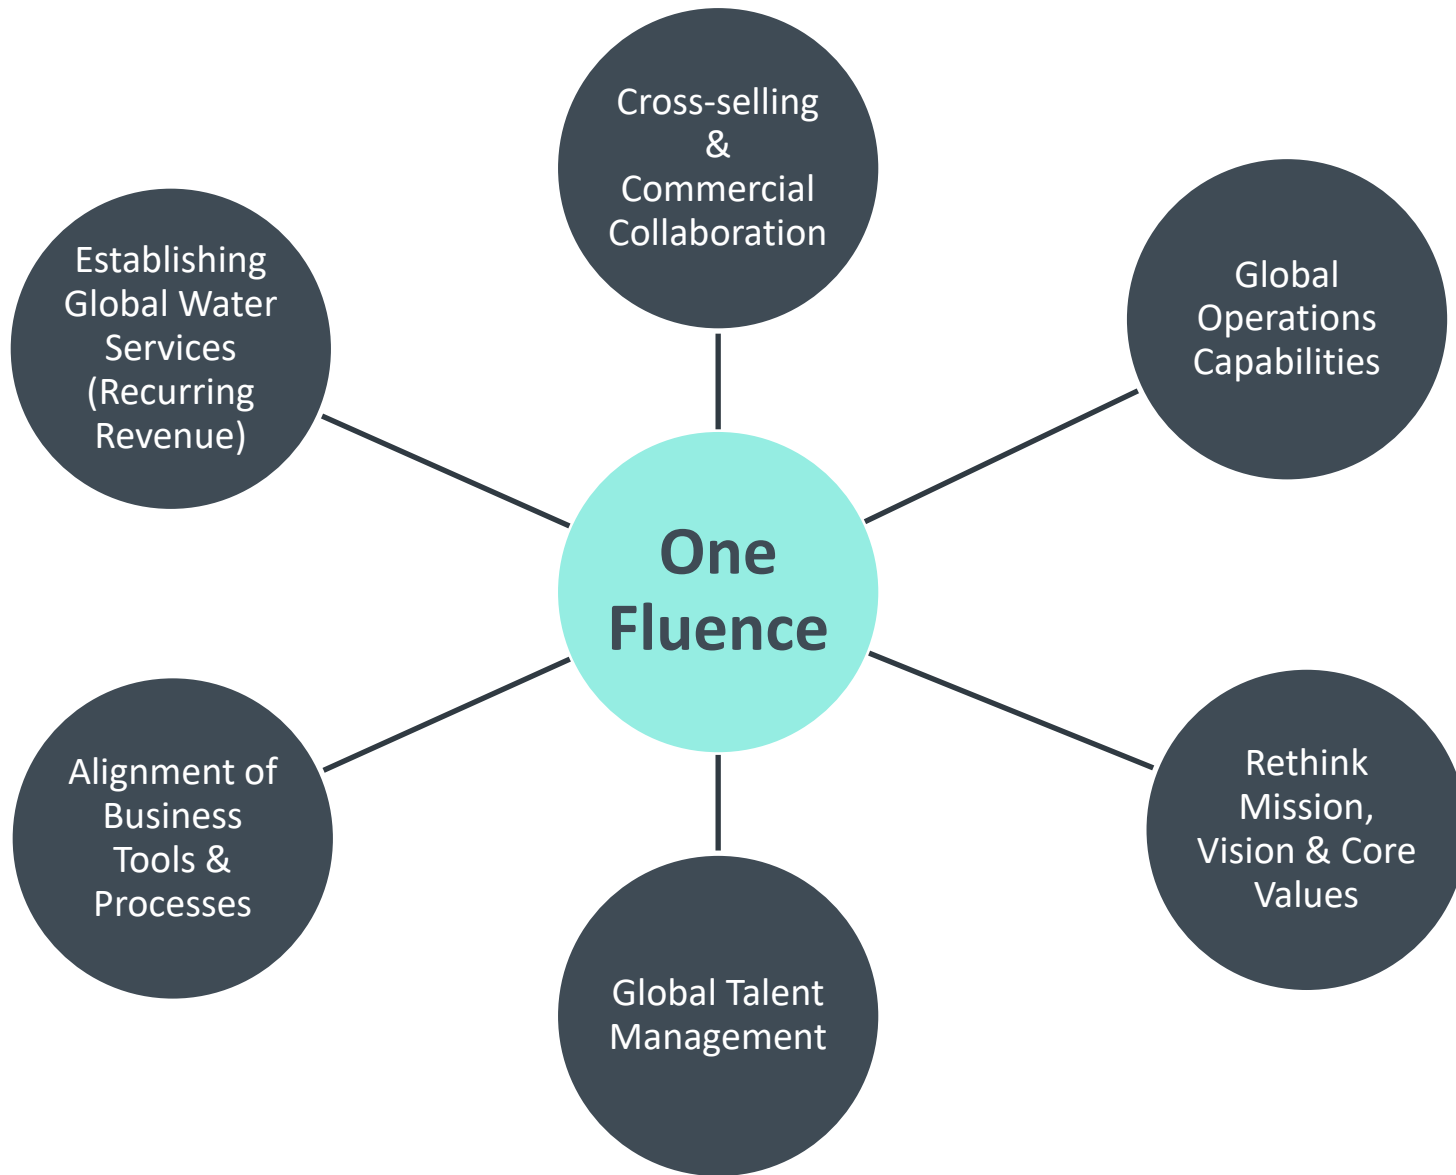 Cross-selling
&
Commercial
Collaboration
Global
Operations
Capabilities
Rethink
Mission,
Vision & Core
Values
Global Talent
Management
Alignment of
Business
Tools &
Processes
Establishing
Global Water
Services
(Recurring
Revenue)
One
Fluence